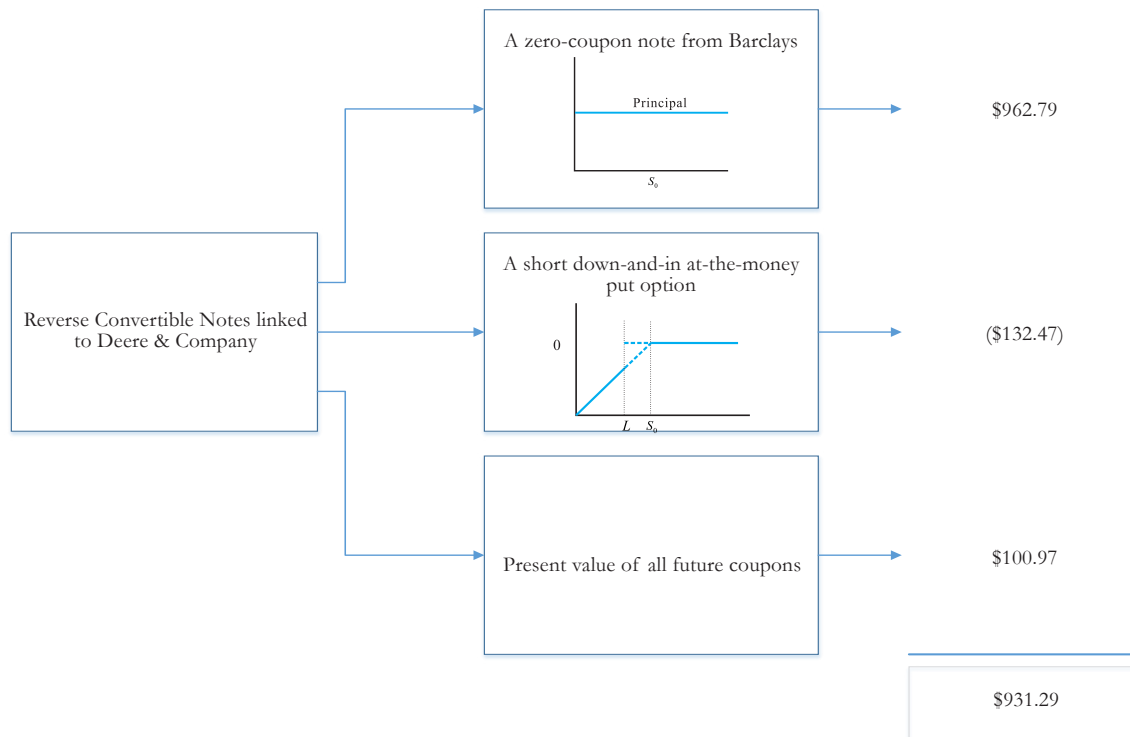 A zero-coupon note from Barclays
Principal
S₀
$962.79
Reverse Convertible Notes linked
to Deere & Company
A short down-and-in at-the-money
put option
0
L S₀
($132.47)
Present value of all future coupons
$100.97
$931.29